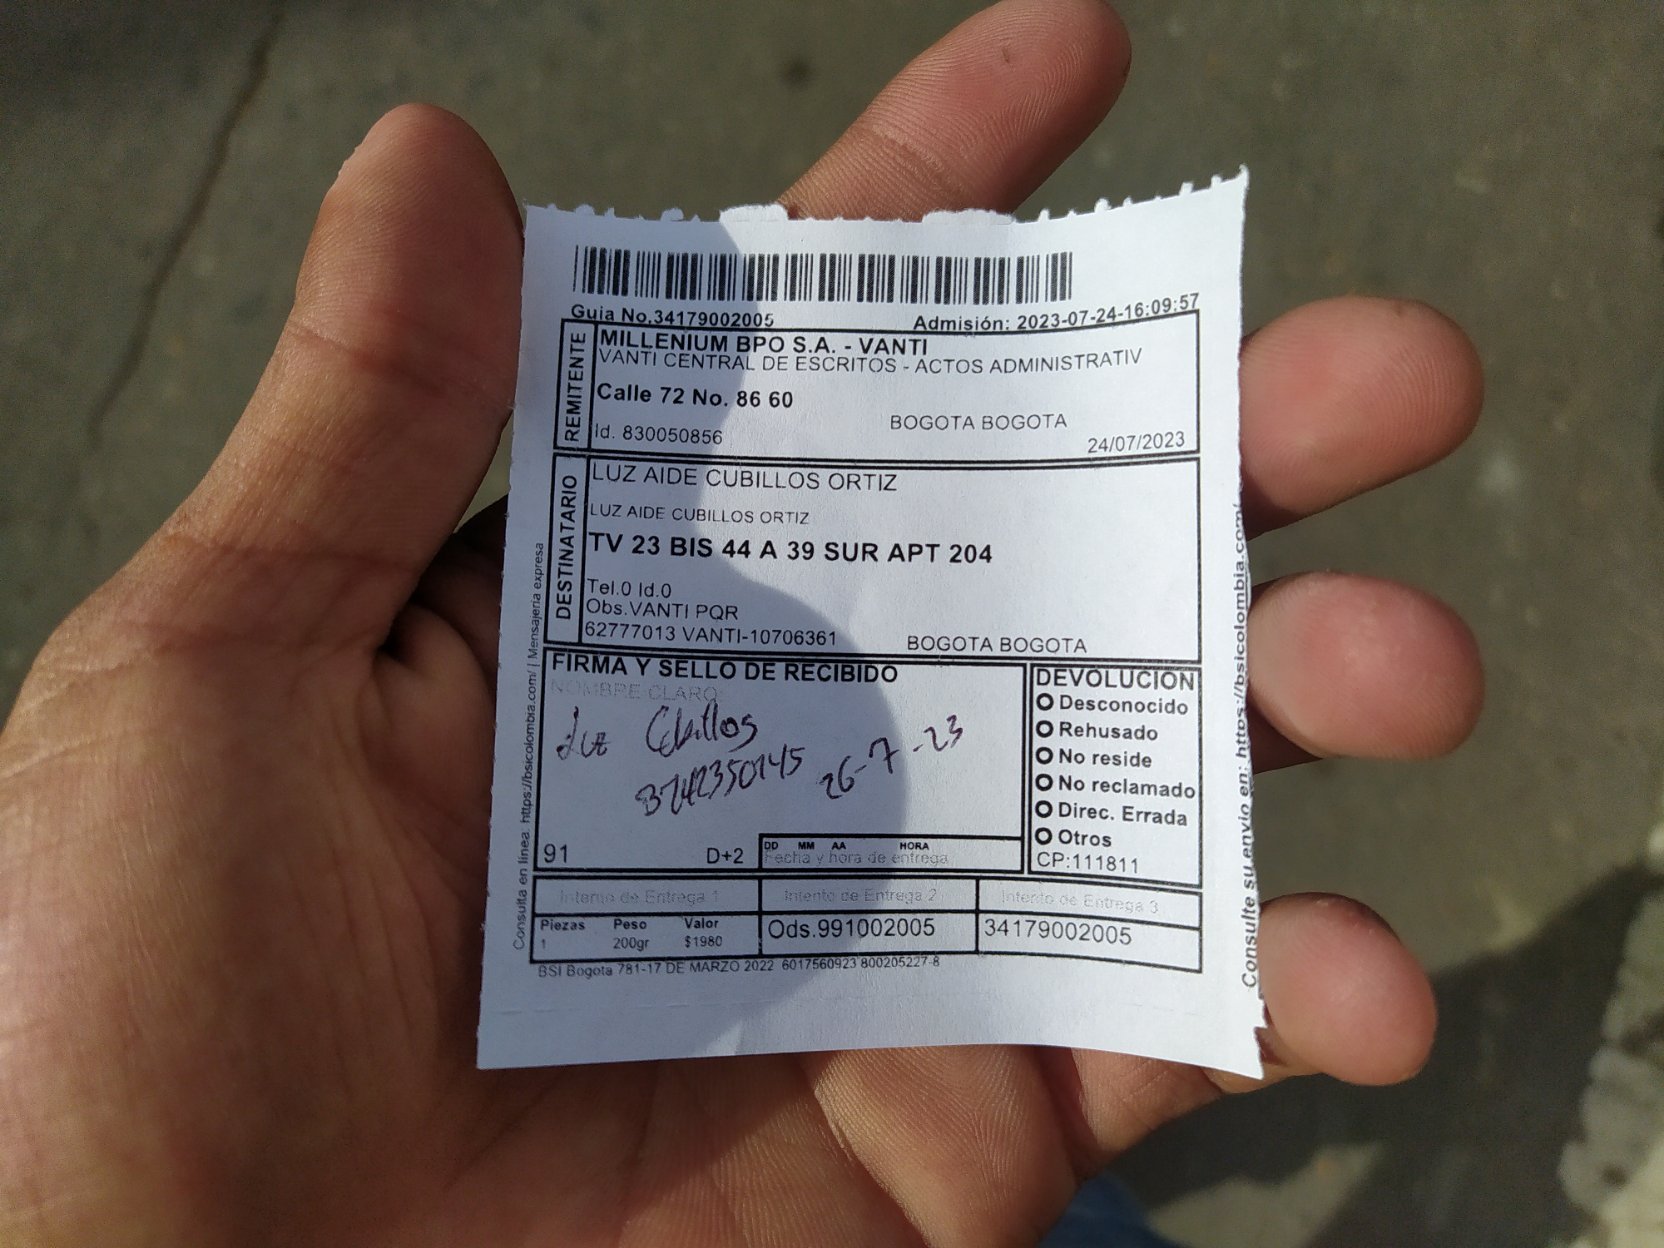 Guia No.34179002005 Admisión: 2023-07-24-16:09:57
REMITENTE
MILLENIUM BPO S.A. - VANTI
VANTI CENTRAL DE ESCRITOS - ACTOS ADMINISTRATIV
Calle 72 No. 86 60
BOGOTA BOGOTA
Id. 830050856
24/07/2023
DESTINATARIO
LUZ AIDE CUBILLOS ORTIZ
LUZ AIDE CUBILLOS ORTIZ
TV 23 BIS 44 A 39 SUR APT 204
Tel.0 Id.0
Obs.VANTI PQR
62777013 VANTI-10706361 BOGOTA BOGOTA
FIRMA Y SELLO DE RECIBIDO
NOMBRE CLARO
Luz Cubillos
26-7-23
91 D+2
DD MM AA HORA
Fecha y hora de entrega
DEVOLUCION
Desconocido
Rehusado
No reside
No reclamado
Direc. Errada
Otros
CP:111811
Intento de Entrega 1 Intento de Entrega 2 Intento de Entrega 3
Piezas Peso Valor
1 200gr $1980
Ods.991002005 34179002005
BSI Bogota 781-17 DE MARZO 2022 6017560923 800205227-8
Consulta en línea: https://bsicolombia.com/ | Mensajería expresa
Consulte su envío en: https://bsicolombia.com/